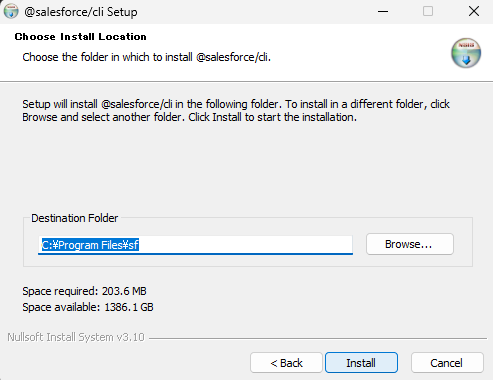 @salesforce/cli Setup
Choose Install Location
Choose the folder in which to install @salesforce/cli.
Setup will install @salesforce/cli in the following folder. To install in a different folder, click
Browse and select another folder. Click Install to start the installation.
Destination Folder
C:¥Program Files¥sf
Browse...
Space required: 203.6 MB
Space available: 1386.1 GB
Nullsoft Install System v3.10
< Back
Install
Cancel